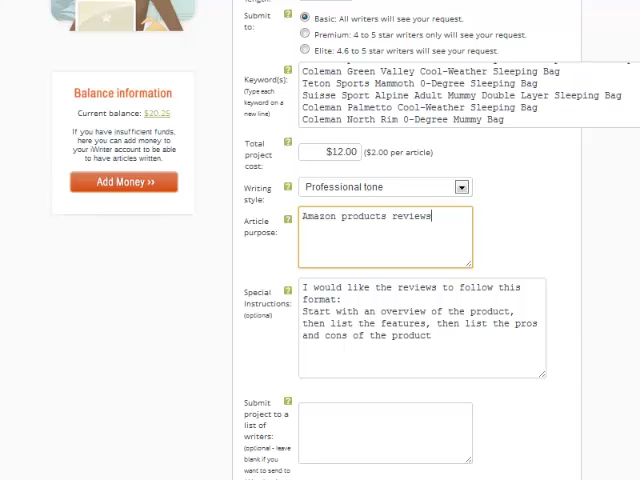 length:
Submit to:
Basic: All writers will see your request.
Premium: 4 to 5 star writers only will see your request.
Elite: 4.6 to 5 star writers will see your request.
Keyword(s):
(Type each keyword on a new line)
Coleman Green Valley Cool-Weather Sleeping Bag
Teton Sports Mammoth 0-Degree Sleeping Bag
Suisse Sport Alpine Adult Mummy Double Layer Sleeping Bag
Coleman Palmetto Cool-Weather Sleeping Bag
Coleman North Rim 0-Degree Mummy Bag
Balance information
Current balance: $20.25
If you have insufficient funds,
here you can add money to
your iWriter account to be able
to have articles written.
Add Money >>
Total project cost:
$12.00 ($2.00 per article)
Writing style:
Professional tone
Article purpose:
Amazon products reviews
Special Instructions:
(optional)
I would like the reviews to follow this
format:
Start with an overview of the product,
then list the features, then list the pros
and cons of the product
Submit project to a list of writers:
(optional - leave blank if you want to send to